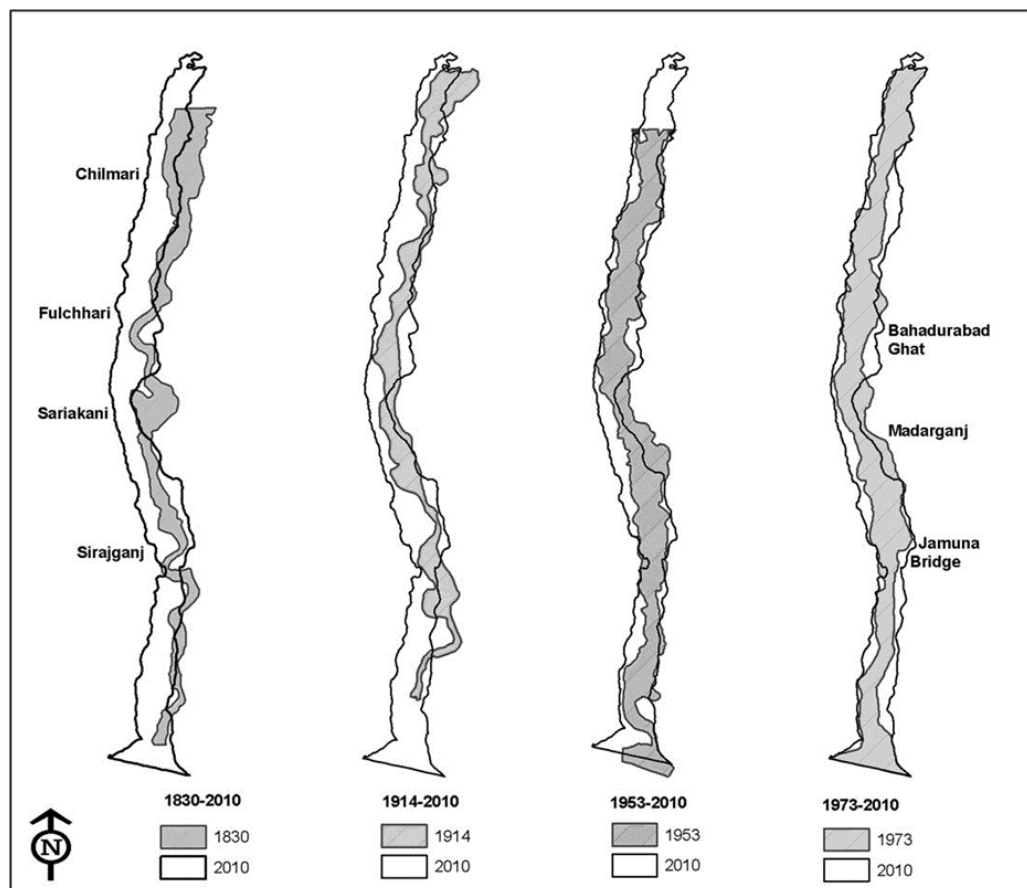 Chilmari
Fulchhari
Bahadurabad
Ghat
Sariakani
Madarganj
Sirajganj
Jamuna
Bridge
1830-2010
1914-2010
1953-2010
1973-2010
1830
1914
1953
1973
2010
2010
2010
2010
N